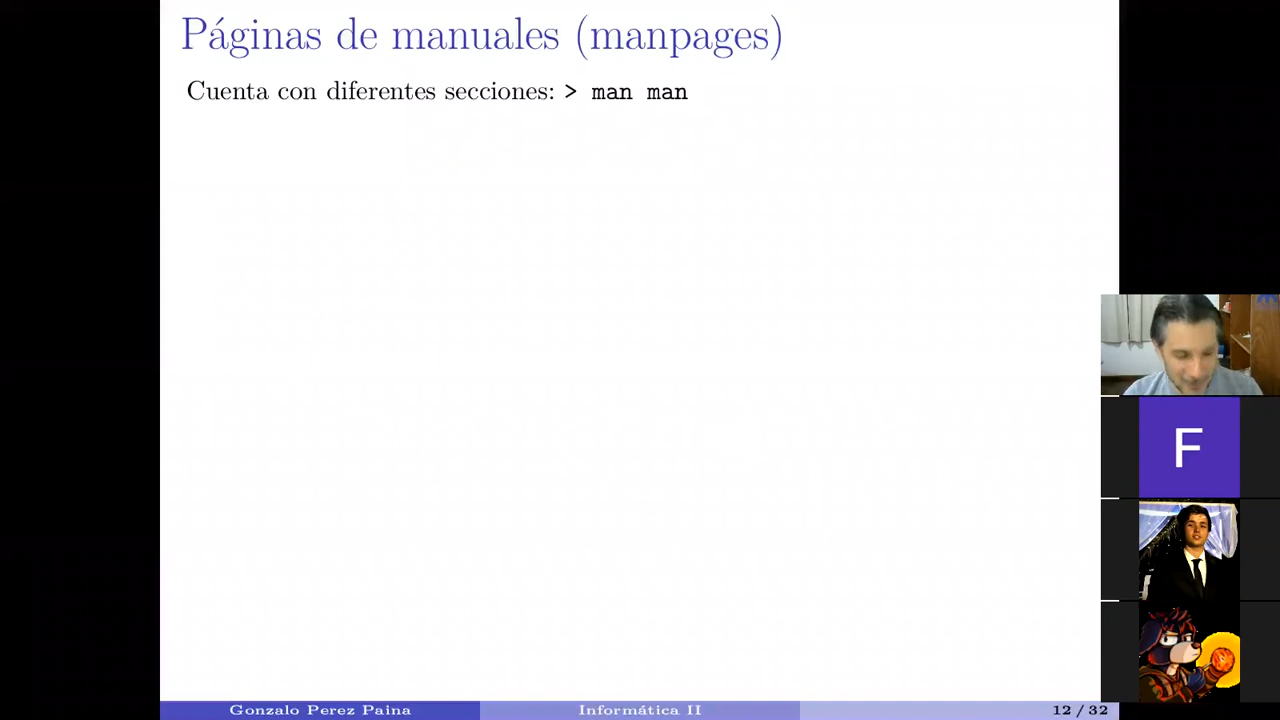 Páginas de manuales (manpages)
Cuenta con diferentes secciones: > man man
F
Gonzalo Perez Paina
Informática II
12 / 32